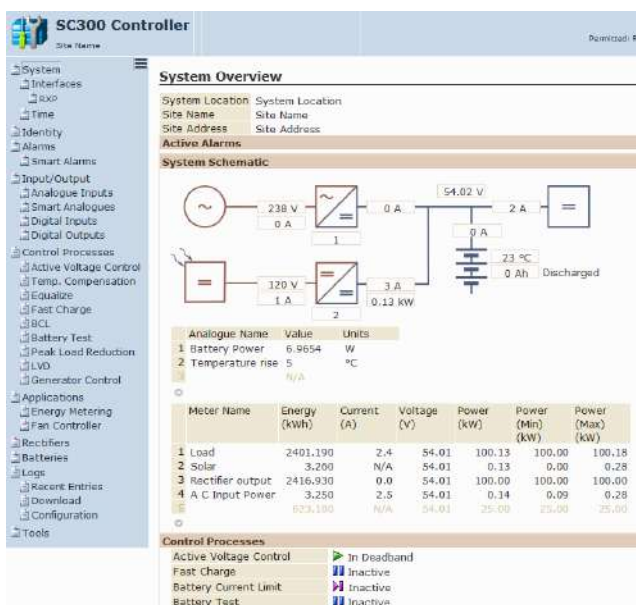 SC300 Controller
Site Name
System
Interfaces
RXP
Time
Identity
Alarms
Smart Alarms
Input/Output
Analogue Inputs
Smart Analogues
Digital Inputs
Digital Outputs
Control Processes
Active Voltage Control
Temp. Compensation
Equalize
Fast Charge
BCL
Battery Test
Peak Load Reduction
LVD
Generator Control
Applications
Energy Metering
Fan Controller
Rectifiers
Batteries
Logs
Recent Entries
Download
Configuration
Tools
System Overview
System Location System Location
Site Name Site Name
Site Address Site Address
Active Alarms
System Schematic
54.02 V
238 V 0 A 2 A
0 A
0 A
1
23 °C
120 V 0 Ah Discharged
3 A
1 A 0.13 kW
2
Analogue Name Value Units
1 Battery Power 6.9654 W
2 Temperature rise 5 °C
3 N/A
Meter Name Energy (kWh) Current (A) Voltage (V) Power (kW) Power (Min) (kW) Power (Max) (kW)
1 Load 2401.190 2.4 54.01 100.13 100.00 100.18
2 Solar 3.260 N/A 54.01 0.13 0.00 0.28
3 Rectifier output 2416.930 0.0 54.01 100.00 100.00 100.00
4 A C Input Power 3.250 2.5 54.01 0.14 0.09 0.28
N/A 54.01 25.00 25.00 25.00
Control Processes
Active Voltage Control In Deadband
Fast Charge Inactive
Battery Current Limit Inactive
Battery Test Inactive